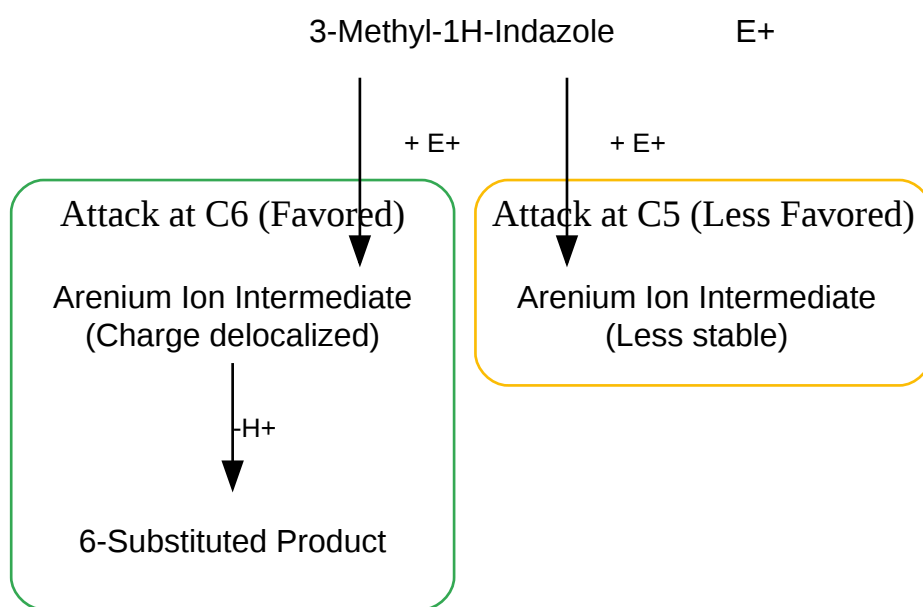 3-Methyl-1H-Indazole
E+
+ E+
+ E+
Attack at C6 (Favored)
Attack at C5 (Less Favored)
Arenium Ion Intermediate
(Charge delocalized)
Arenium Ion Intermediate
(Less stable)
-H+
6-Substituted Product